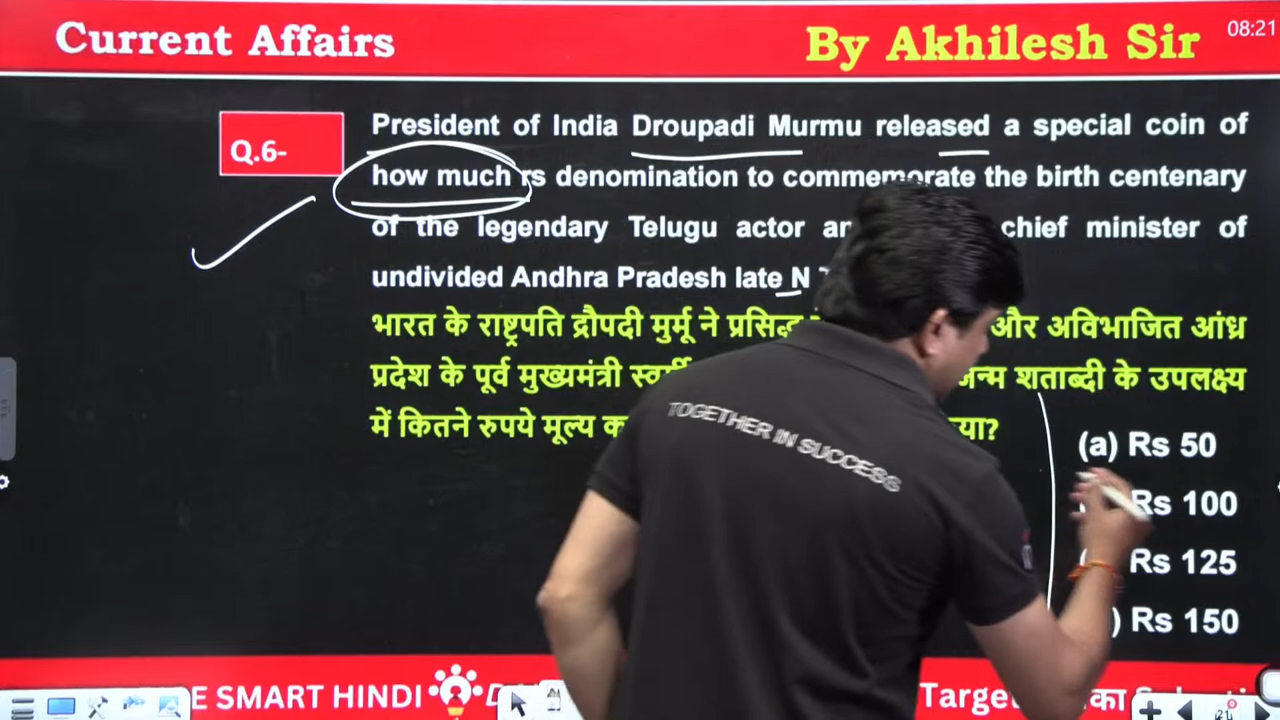 Current Affairs
By Akhilesh Sir
08:21
Q.6-
President of India Droupadi Murmu released a special coin of
how much rs denomination to commemorate the birth centenary
of the legendary Telugu actor chief minister of
undivided Andhra Pradesh late N
भारत के राष्ट्रपति द्रौपदी मुर्मू ने प्रसिद्ध और अविभाजित आंध्र
प्रदेश के पूर्व मुख्यमंत्री जन्म शताब्दी के उपलक्ष्य
में कितने रुपये मूल्य
(a) Rs 50
Rs 100
Rs 125
) Rs 150
TOGETHER IN SUCCESS
SMART HINDI
Target
21